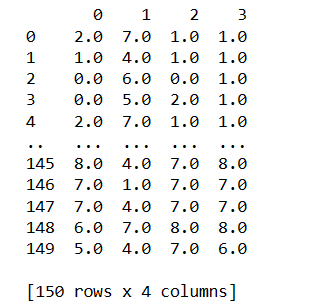 0 1 2 3
0 2.0 7.0 1.0 1.0
1 1.0 4.0 1.0 1.0
2 0.0 6.0 0.0 1.0
3 0.0 5.0 2.0 1.0
4 2.0 7.0 1.0 1.0
.. ... ... ... ...
145 8.0 4.0 7.0 8.0
146 7.0 1.0 7.0 7.0
147 7.0 4.0 7.0 7.0
148 6.0 7.0 8.0 8.0
149 5.0 4.0 7.0 6.0
[150 rows x 4 columns]